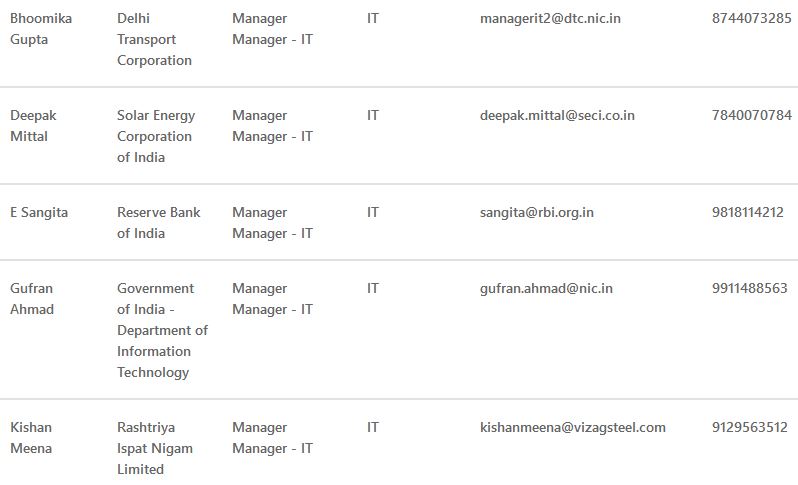 Bhoomika Gupta Delhi Transport Corporation Manager Manager - IT IT managerit2@dtc.nic.in 8744073285
Deepak Mittal Solar Energy Corporation of India Manager Manager - IT IT deepak.mittal@seci.co.in 7840070784
E Sangita Reserve Bank of India Manager Manager - IT IT sangita@rbi.org.in 9818114212
Gufran Ahmad Government of India - Department of Information Technology Manager Manager - IT IT gufran.ahmad@nic.in 9911488563
Kishan Meena Rashtriya Ispat Nigam Limited Manager Manager - IT IT kishanmeena@vizagsteel.com 9129563512